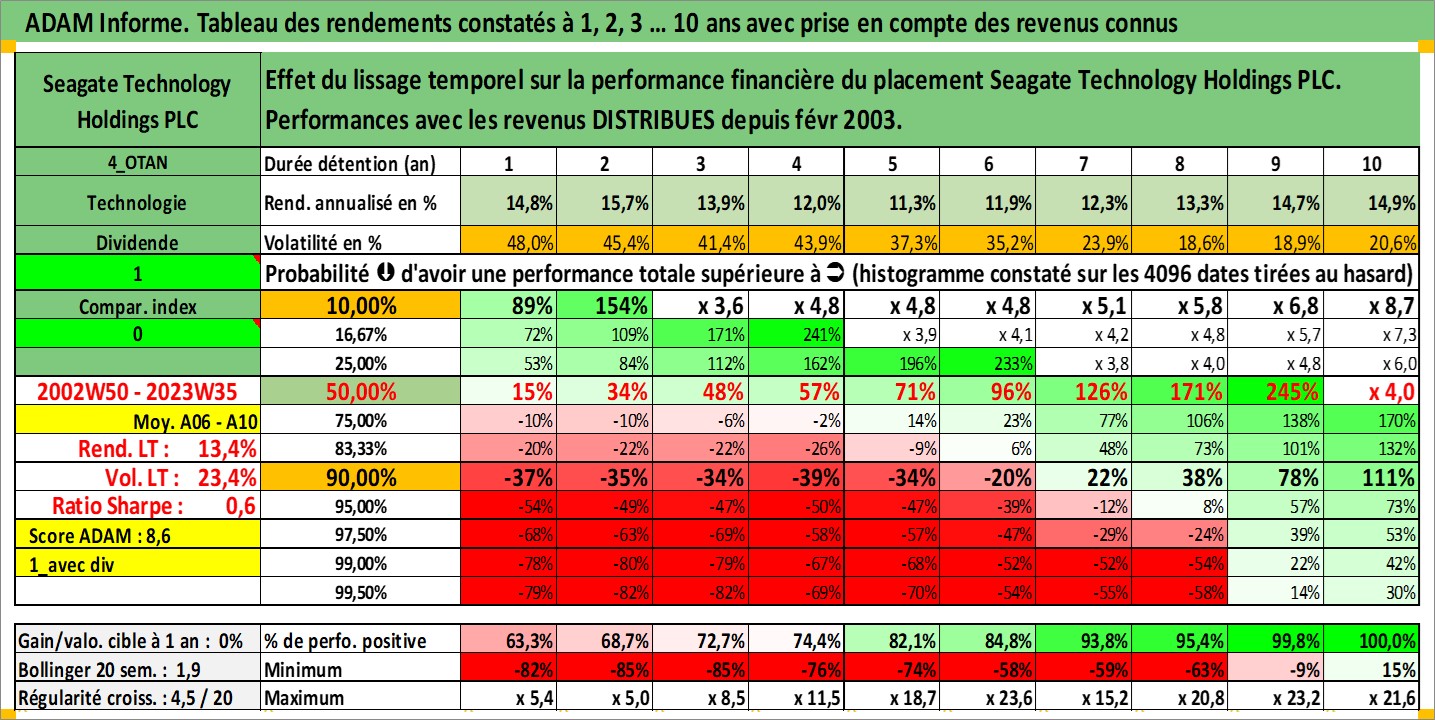 ADAM Informe. Tableau des rendements constatés à 1, 2, 3 ... 10 ans avec prise en compte des revenus connus
Seagate Technology Holdings PLC
Effet du lissage temporel sur la performance financière du placement Seagate Technology Holdings PLC.
Performances avec les revenus DISTRIBUES depuis févr 2003.
4_OTAN Durée détention (an) 1 2 3 4 5 6 7 8 9 10
Technologie Rend. annualisé en % 14,8% 15,7% 13,9% 12,0% 11,3% 11,9% 12,3% 13,3% 14,7% 14,9%
Dividende Volatilité en % 48,0% 45,4% 41,4% 43,9% 37,3% 35,2% 23,9% 18,6% 18,9% 20,6%
1 Probabilité ⬇ d'avoir une performance totale supérieure à ➲ (histogramme constaté sur les 4096 dates tirées au hasard)
Compar. index 10,00% 89% 154% x 3,6 x 4,8 x 4,8 x 4,8 x 5,1 x 5,8 x 6,8 x 8,7
0 16,67% 72% 109% 171% 241% x 3,9 x 4,1 x 4,2 x 4,8 x 5,7 x 7,3
25,00% 53% 84% 112% 162% 196% 233% x 3,8 x 4,0 x 4,8 x 6,0
2002W50 - 2023W35 50,00% 15% 34% 48% 57% 71% 96% 126% 171% 245% x 4,0
Moy. A06 - A10 75,00% -10% -10% -6% -2% 14% 23% 77% 106% 138% 170%
Rend. LT : 13,4% 83,33% -20% -22% -22% -26% -9% 6% 48% 73% 101% 132%
Vol. LT : 23,4% 90,00% -37% -35% -34% -39% -34% -20% 22% 38% 78% 111%
Ratio Sharpe : 0,6 95,00% -54% -49% -47% -50% -47% -39% -12% 8% 57% 73%
Score ADAM : 8,6 97,50% -68% -63% -69% -58% -57% -47% -29% -24% 39% 53%
1_avec div 99,00% -78% -80% -79% -67% -68% -52% -52% -54% 22% 42%
99,50% -79% -82% -82% -69% -70% -54% -55% -58% 14% 30%
Gain/valo. cible à 1 an : 0% % de perfo. positive 63,3% 68,7% 72,7% 74,4% 82,1% 84,8% 93,8% 95,4% 99,8% 100,0%
Bollinger 20 sem. : 1,9 Minimum -82% -85% -85% -76% -74% -58% -59% -63% -9% 15%
Régularité croiss. : 4,5 / 20 Maximum x 5,4 x 5,0 x 8,5 x 11,5 x 18,7 x 23,6 x 15,2 x 20,8 x 23,2 x 21,6